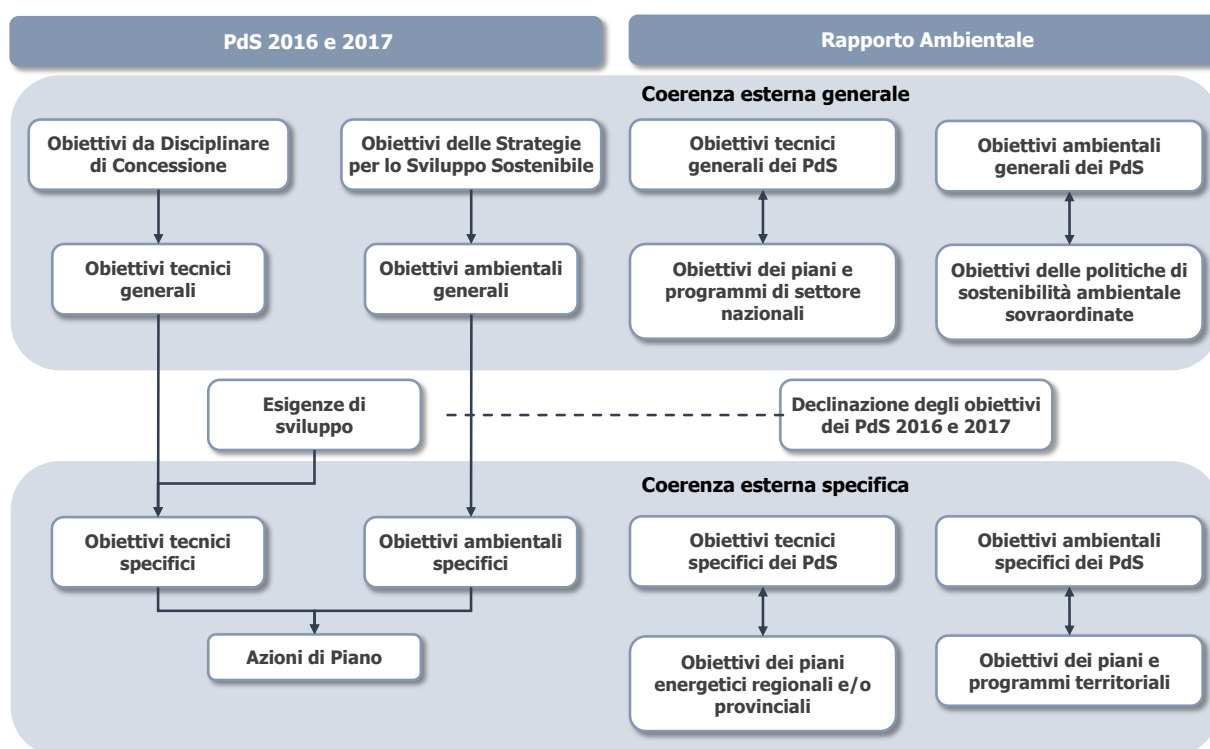 PdS 2016 e 2017
Rapporto Ambientale
Coerenza esterna generale
Obiettivi da Disciplinare
di Concessione
Obiettivi delle Strategie
per lo Sviluppo Sostenibile
Obiettivi tecnici
generali dei PdS
Obiettivi ambientali
generali dei PdS
Obiettivi tecnici
generali
Obiettivi ambientali
generali
Obiettivi dei piani e
programmi di settore
nazionali
Obiettivi delle politiche di
sostenibilità ambientale
sovraordinate
Esigenze di
sviluppo
Declinazione degli obiettivi
dei PdS 2016 e 2017
Coerenza esterna specifica
Obiettivi tecnici
specifici
Obiettivi ambientali
specifici
Obiettivi tecnici
specifici dei PdS
Obiettivi ambientali
specifici dei PdS
Azioni di Piano
Obiettivi dei piani
energetici regionali e/o
provinciali
Obiettivi dei piani e
programmi territoriali